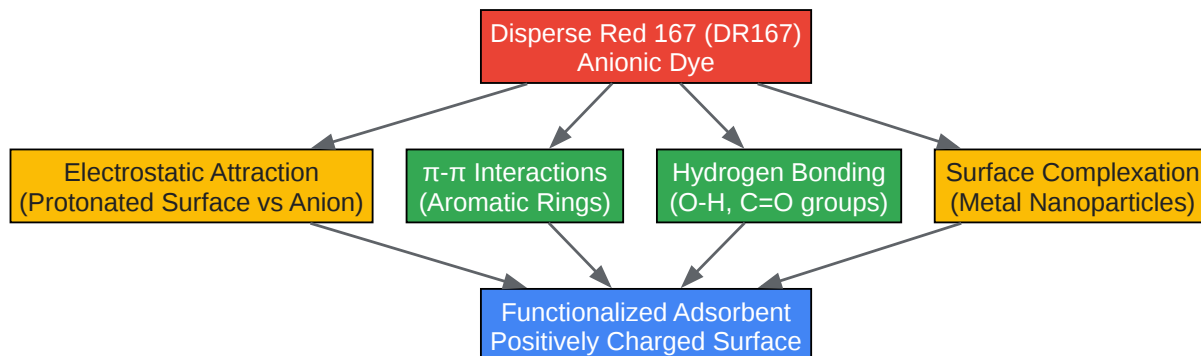 Disperse Red 167 (DR167)
Anionic Dye
Electrostatic Attraction
(Protonated Surface vs Anion)
π-π Interactions
(Aromatic Rings)
Hydrogen Bonding
(O-H, C=O groups)
Surface Complexation
(Metal Nanoparticles)
Functionalized Adsorbent
Positively Charged Surface